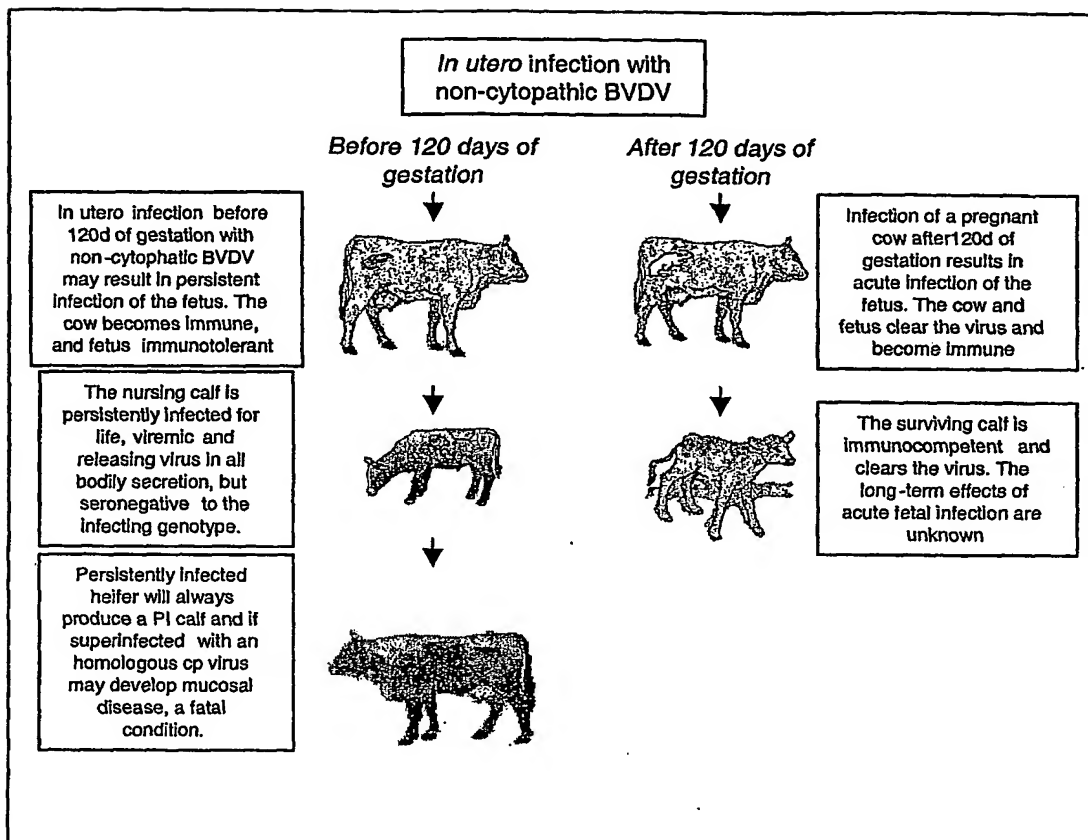 In utero infection with
non-cytopathic BVDV
Before 120 days of
gestation
After 120 days of
gestation
In utero infection before
120d of gestation with
non-cytophatic BVDV
may result in persistent
infection of the fetus. The
cow becomes immune,
and fetus immunotolerant
Infection of a pregnant
cow after120d of
gestation results in
acute infection of the
fetus. The cow and
fetus clear the virus and
become immune
The nursing calf is
persistently infected for
life, viremic and
releasing virus in all
bodily secretion, but
seronegative to the
infecting genotype.
The surviving calf is
immunocompetent and
clears the virus. The
long-term effects of
acute fetal infection are
unknown
Persistently infected
heifer will always
produce a PI calf and if
superinfected with an
homologous cp virus
may develop mucosal
disease, a fatal
condition.